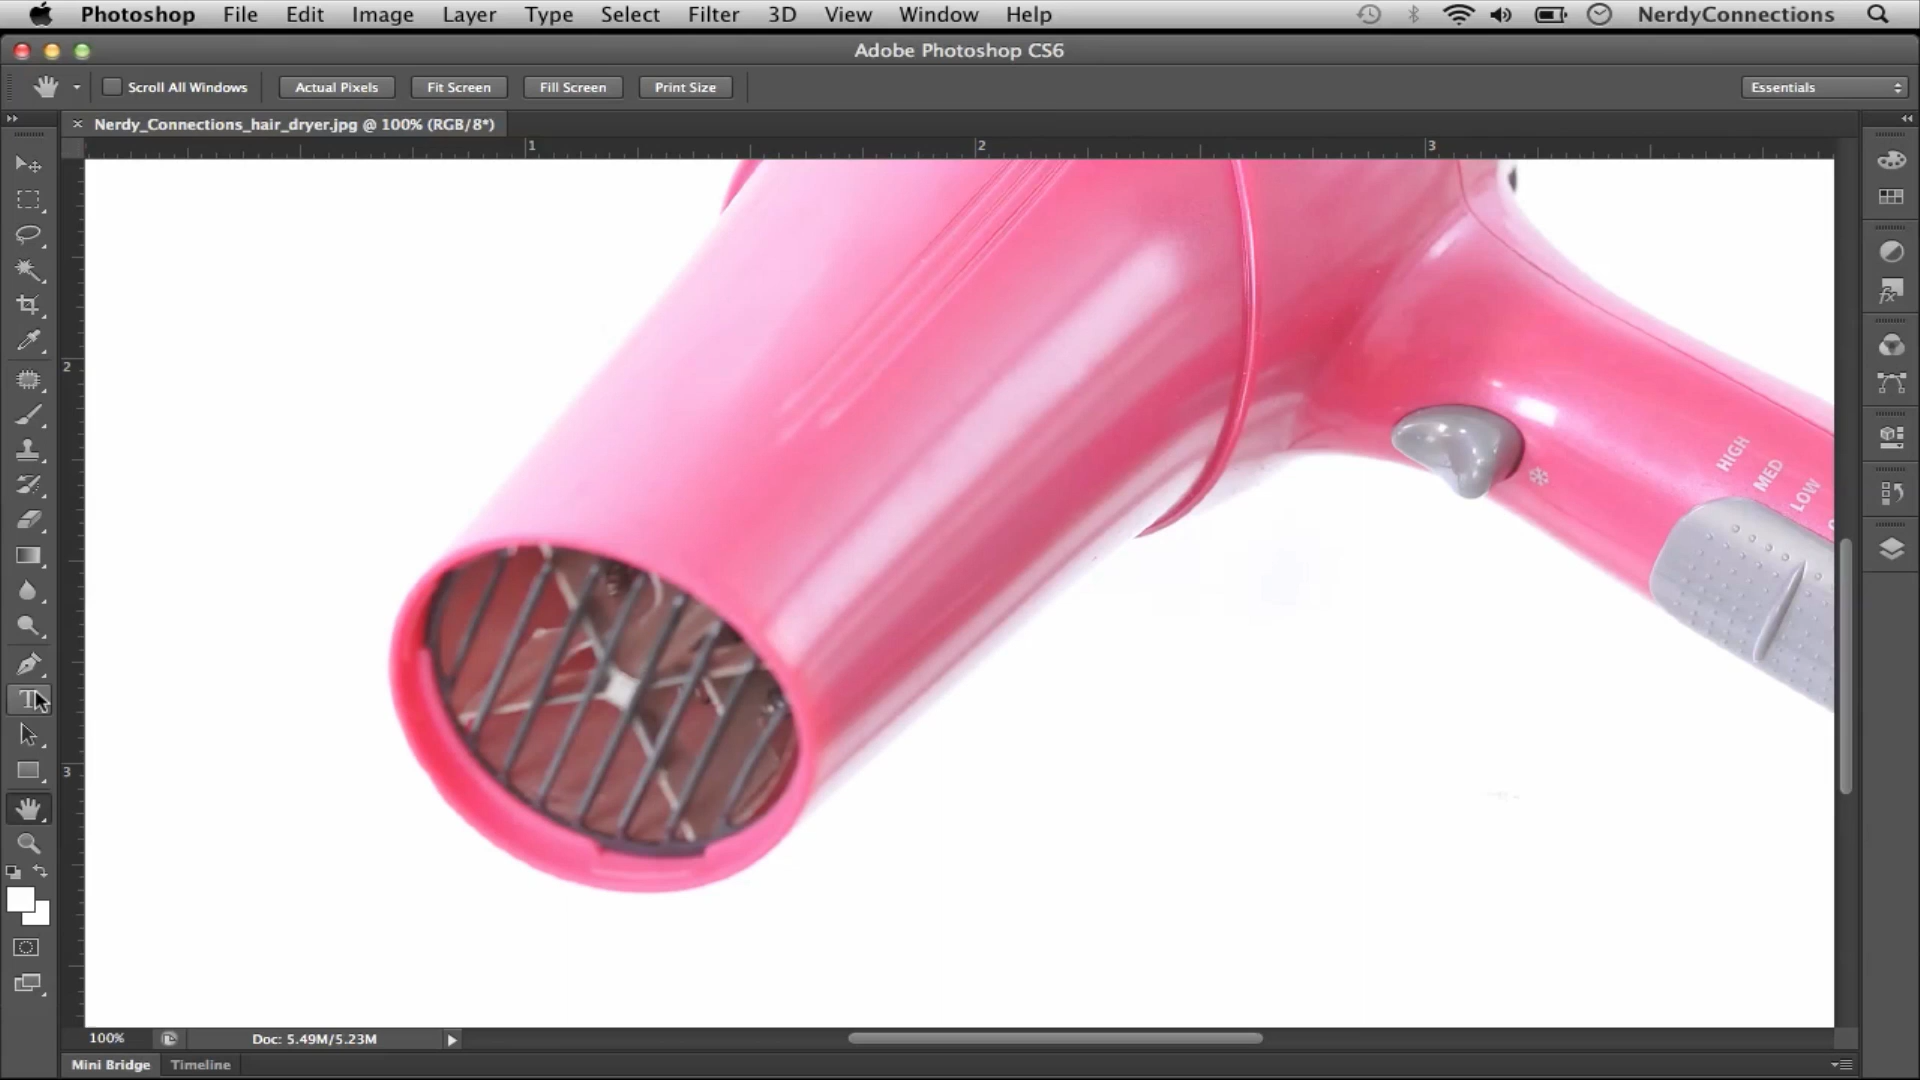 Photoshop File Edit Image Layer Type Select Filter 3D View Window Help NerdyConnections
Adobe Photoshop CS6
Scroll All Windows Actual Pixels Fit Screen Fill Screen Print Size Essentials
× Nerdy_Connections_hair_dryer.jpg @ 100% (RGB/8*)
1 2 3
2
HIGH
MED
LOW
3
100% Doc: 5.49M/5.23M
Mini Bridge Timeline